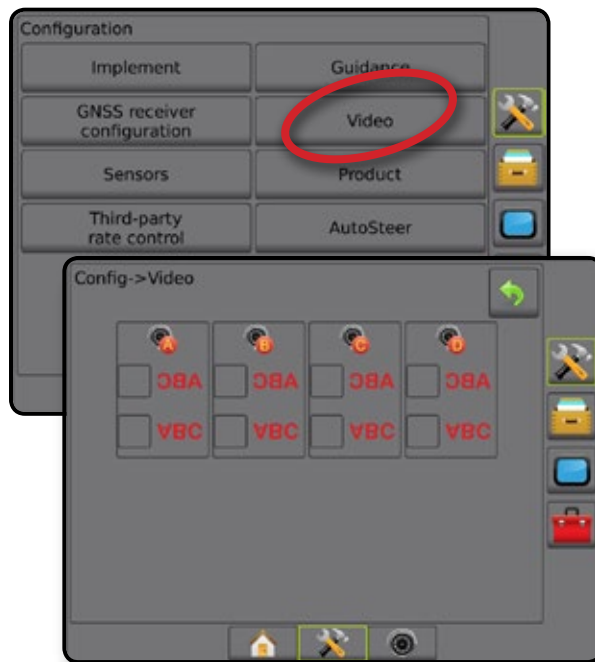 Configuration
Implement Guidance
GNSS receiver configuration Video
Sensors Product
Third-party rate control AutoSteer
Config->Video
A B C D
ABC ABC ABC ABC
ABC ABC ABC ABC